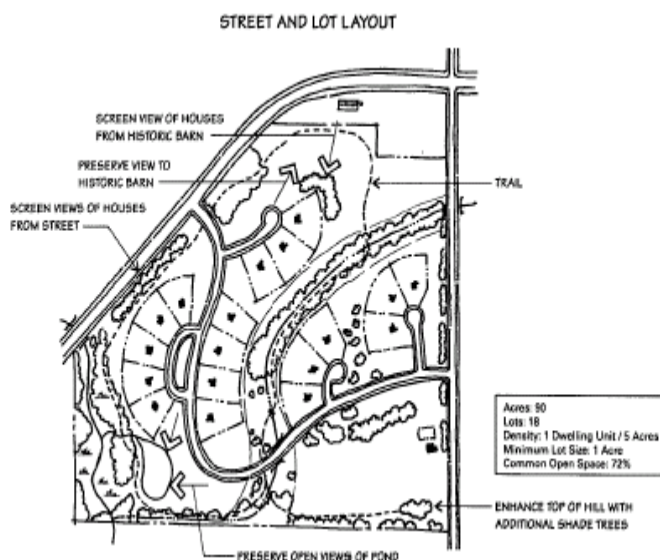 STREET AND LOT LAYOUT
SCREEN VIEW OF HOUSES
FROM HISTORIC BARN
PRESERVE VIEW TO
HISTORIC BARN
TRAIL
SCREEN VIEWS OF HOUSES
FROM STREET
Acres: 90
Lots: 18
Density: 1 Dwelling Unit / 5 Acres
Minimum Lot Size: 1 Acre
Common Open Space: 72%
ENHANCE TOP OF HILL WITH
ADDITIONAL SHADE TREES
PRESERVE OPEN VIEWS OF POND